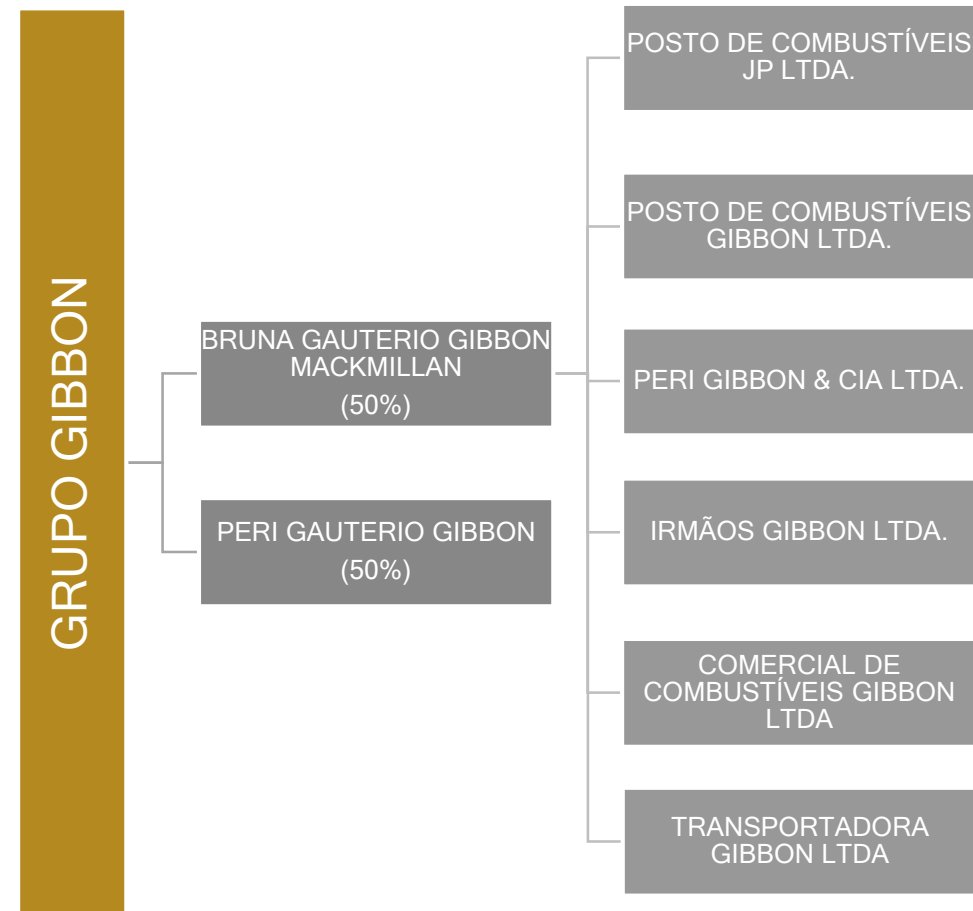 GRUPO GIBBON
BRUNA GAUTERIO GIBBON
MACKMILLAN
(50%)
PERI GAUTERIO GIBBON
(50%)
POSTO DE COMBUSTÍVEIS
JP LTDA.
POSTO DE COMBUSTÍVEIS
GIBBON LTDA.
PERI GIBBON & CIA LTDA.
IRMÃOS GIBBON LTDA.
COMERCIAL DE
COMBUSTÍVEIS GIBBON
LTDA
TRANSPORTADORA
GIBBON LTDA